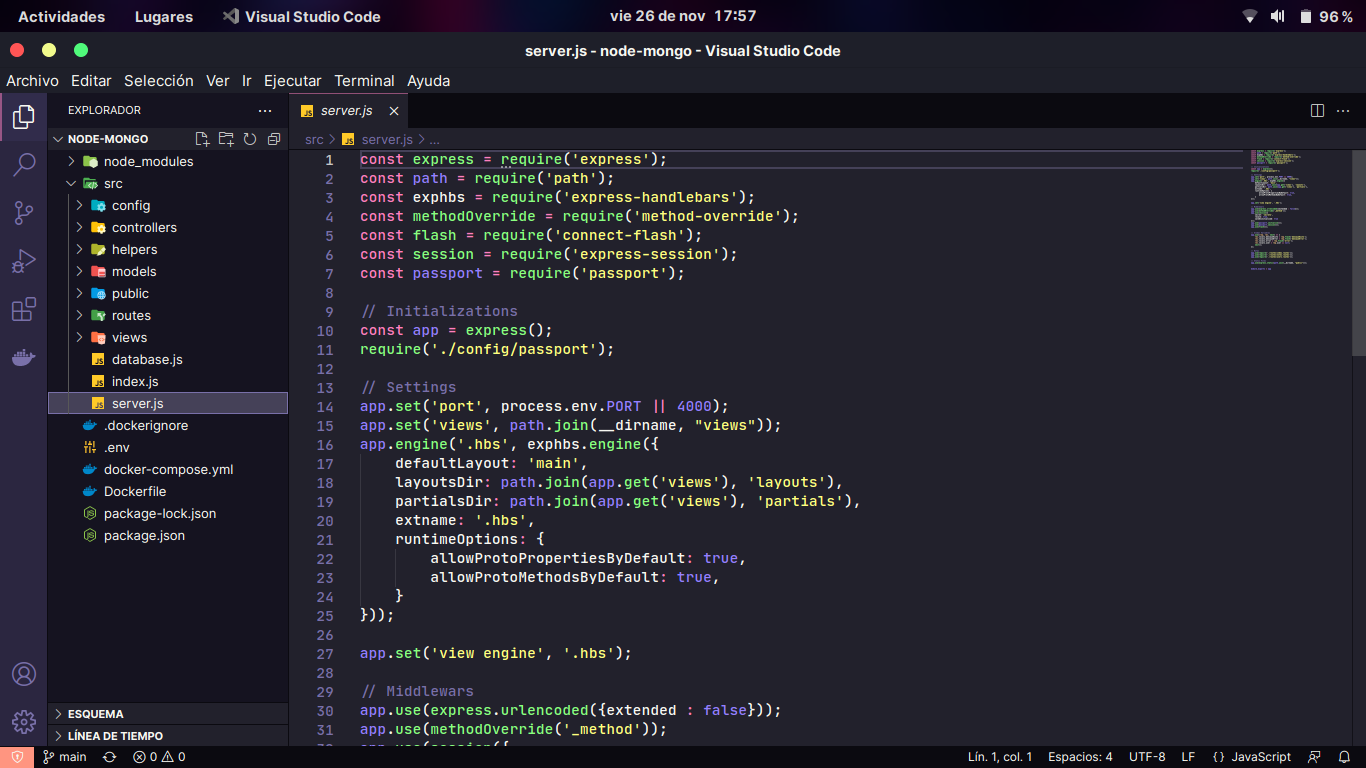 Actividades Lugares Visual Studio Code vie 26 de nov 17:57 96 %
server.js - node-mongo - Visual Studio Code
Archivo Editar Selección Ver Ir Ejecutar Terminal Ayuda
EXPLORADOR
NODE-MONGO
node_modules
src
config
controllers
helpers
models
public
routes
views
database.js
index.js
server.js
.dockerignore
.env
docker-compose.yml
Dockerfile
package-lock.json
package.json
ESQUEMA
LÍNEA DE TIEMPO
server.js
src > server.js > ...
1 const express = require('express');
2 const path = require('path');
3 const exphbs = require('express-handlebars');
4 const methodOverride = require('method-override');
5 const flash = require('connect-flash');
6 const session = require('express-session');
7 const passport = require('passport');
8
9 // Initializations
10 const app = express();
11 require('./config/passport');
12
13 // Settings
14 app.set('port', process.env.PORT || 4000);
15 app.set('views', path.join(__dirname, "views"));
16 app.engine('.hbs', exphbs.engine({
17 defaultLayout: 'main',
18 layoutsDir: path.join(app.get('views'), 'layouts'),
19 partialsDir: path.join(app.get('views'), 'partials'),
20 extname: '.hbs',
21 runtimeOptions: {
22 allowProtoPropertiesByDefault: true,
23 allowProtoMethodsByDefault: true,
24 }
25 }));
26
27 app.set('view engine', '.hbs');
28
29 // Middlewars
30 app.use(express.urlencoded({extended : false}));
31 app.use(methodOverride('_method'));
32 app.use(session({
main 0 0 Lín. 1, col. 1 Espacios: 4 UTF-8 LF {} JavaScript